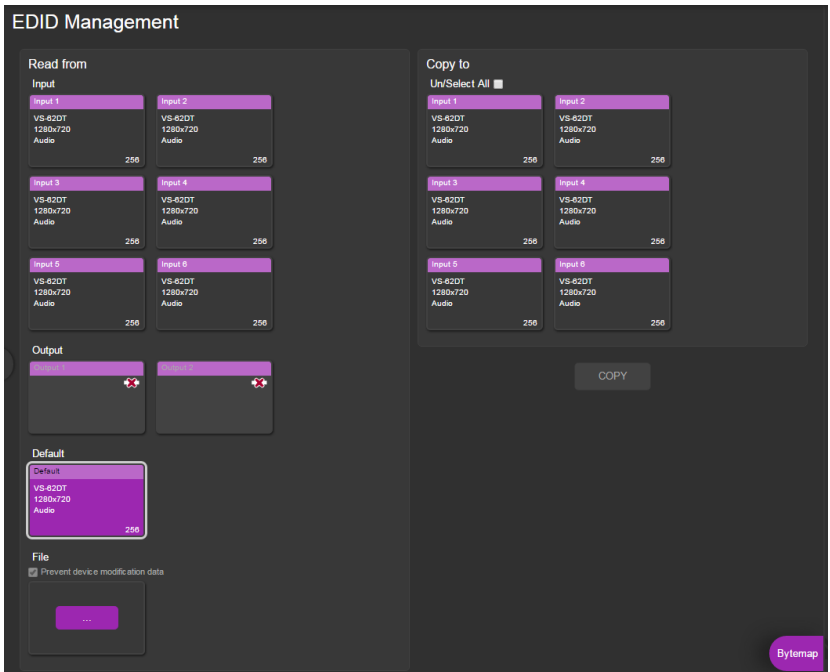 EDID Management
Read from
Input
Input 1
VS-62DT
1280x720
Audio
256
Input 2
VS-62DT
1280x720
Audio
256
Input 3
VS-62DT
1280x720
Audio
256
Input 4
VS-62DT
1280x720
Audio
256
Input 5
VS-62DT
1280x720
Audio
256
Input 6
VS-62DT
1280x720
Audio
256
Output
Output 1
Output 2
Default
Default
VS-62DT
1280x720
Audio
256
File
Prevent device modification data
...
Copy to
Un/Select All
Input 1
VS-62DT
1280x720
Audio
256
Input 2
VS-62DT
1280x720
Audio
256
Input 3
VS-62DT
1280x720
Audio
256
Input 4
VS-62DT
1280x720
Audio
256
Input 5
VS-62DT
1280x720
Audio
256
Input 6
VS-62DT
1280x720
Audio
256
COPY
Bytemap